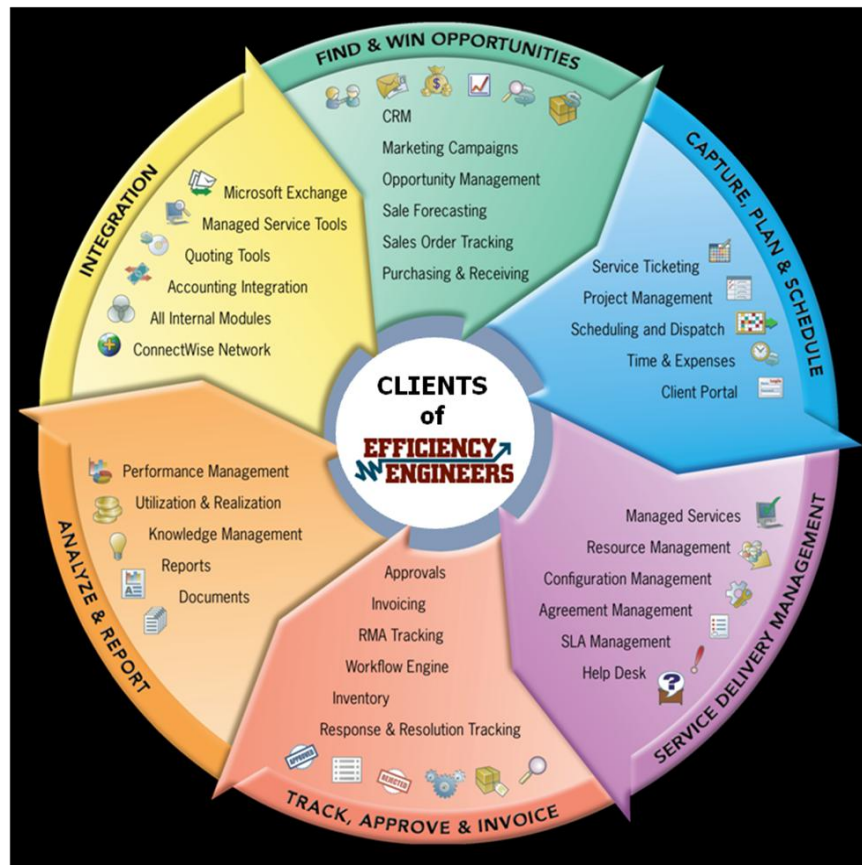 FIND & WIN OPPORTUNITIES
CRM
Marketing Campaigns
Opportunity Management
Sale Forecasting
Sales Order Tracking
Purchasing & Receiving
CAPTURE, PLAN & SCHEDULE
Service Ticketing
Project Management
Scheduling and Dispatch
Time & Expenses
Client Portal
SERVICE DELIVERY MANAGEMENT
Managed Services
Resource Management
Configuration Management
Agreement Management
SLA Management
Help Desk
TRACK, APPROVE & INVOICE
Approvals
Invoicing
RMA Tracking
Workflow Engine
Inventory
Response & Resolution Tracking
APPROVED
ANALYZE & REPORT
Performance Management
Utilization & Realization
Knowledge Management
Reports
Documents
INTEGRATION
Microsoft Exchange
Managed Service Tools
Quoting Tools
Accounting Integration
All Internal Modules
ConnectWise Network
CLIENTS
of
EFFICIENCY
ENGINEERS